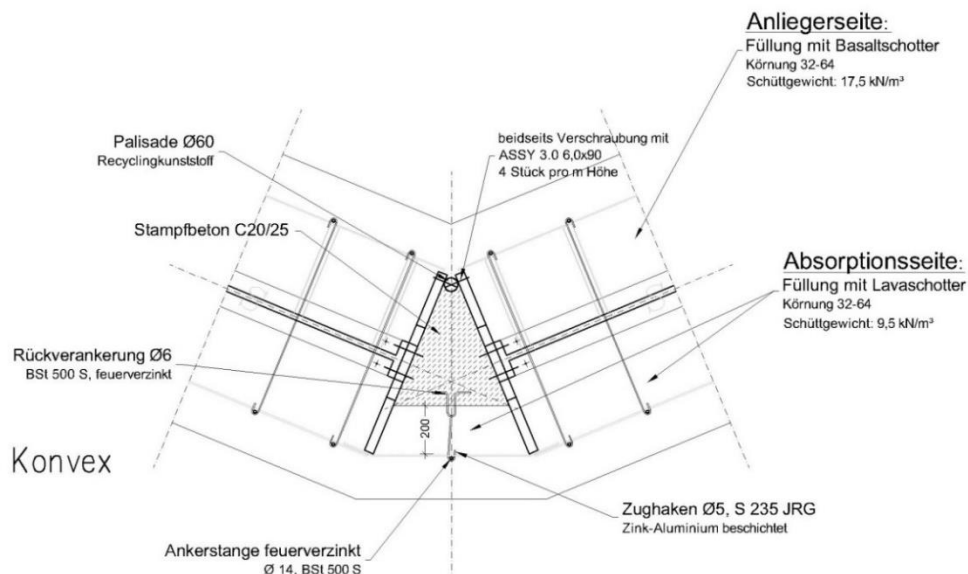 Anliegerseite:
Füllung mit Basaltschotter
Körnung 32-64
Schüttgewicht: 17,5 kN/m³
Palisade Ø60
Recyclingkunststoff
beidseits Verschraubung mit
ASSY 3.0 6,0x90
4 Stück pro m Höhe
Stampfbeton C20/25
Absorptionsseite:
Füllung mit Lavaschotter
Körnung 32-64
Schüttgewicht: 9,5 kN/m³
Rückverankerung Ø6
BSt 500 S, feuerverzinkt
200
Konvex
Zughaken Ø5, S 235 JRG
Zink-Aluminium beschichtet
Ankerstange feuerverzinkt
Ø 14, BSt 500 S